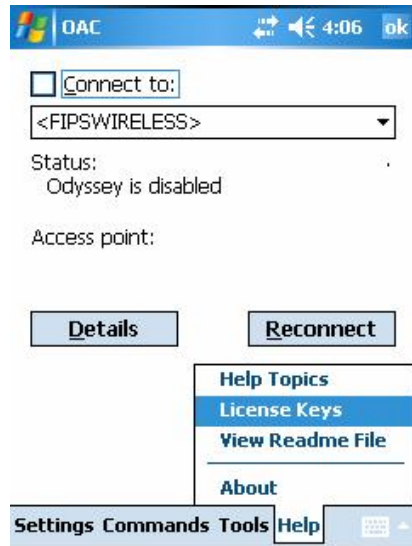 OAC 4:06 ok
Connect to:
<FIPSWIRELESS>
Status:
Odyssey is disabled
Access point:
Details Reconnect
Help Topics
License Keys
View Readme File
About
Settings Commands Tools Help